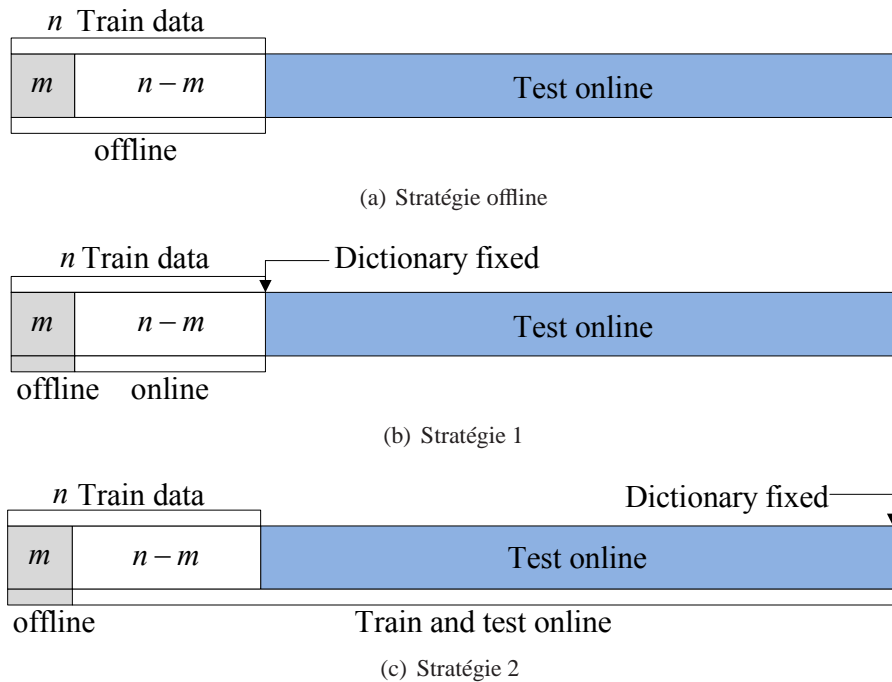 n Train data
m n − m Test online
offline
(a) Stratégie offline
n Train data Dictionary fixed
m n − m Test online
offline online
(b) Stratégie 1
n Train data Dictionary fixed
m n − m Test online
offline Train and test online
(c) Stratégie 2